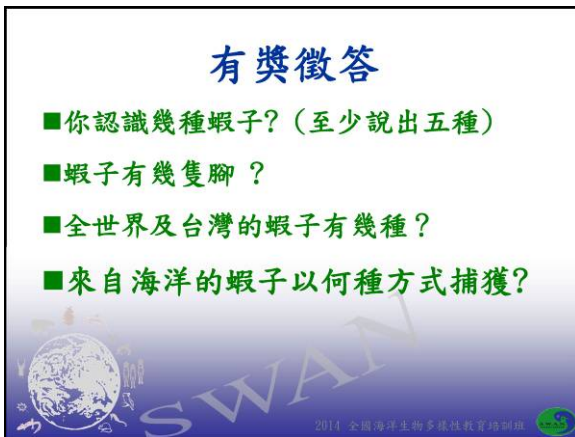 有獎徵答
■你認識幾種蝦子?（至少說出五種）
■蝦子有幾隻腳 ？
■全世界及台灣的蝦子有幾種？
■來自海洋的蝦子以何種方式捕獲?
SWAN
2014 全國海洋生物多樣性教育培訓班
SWAN